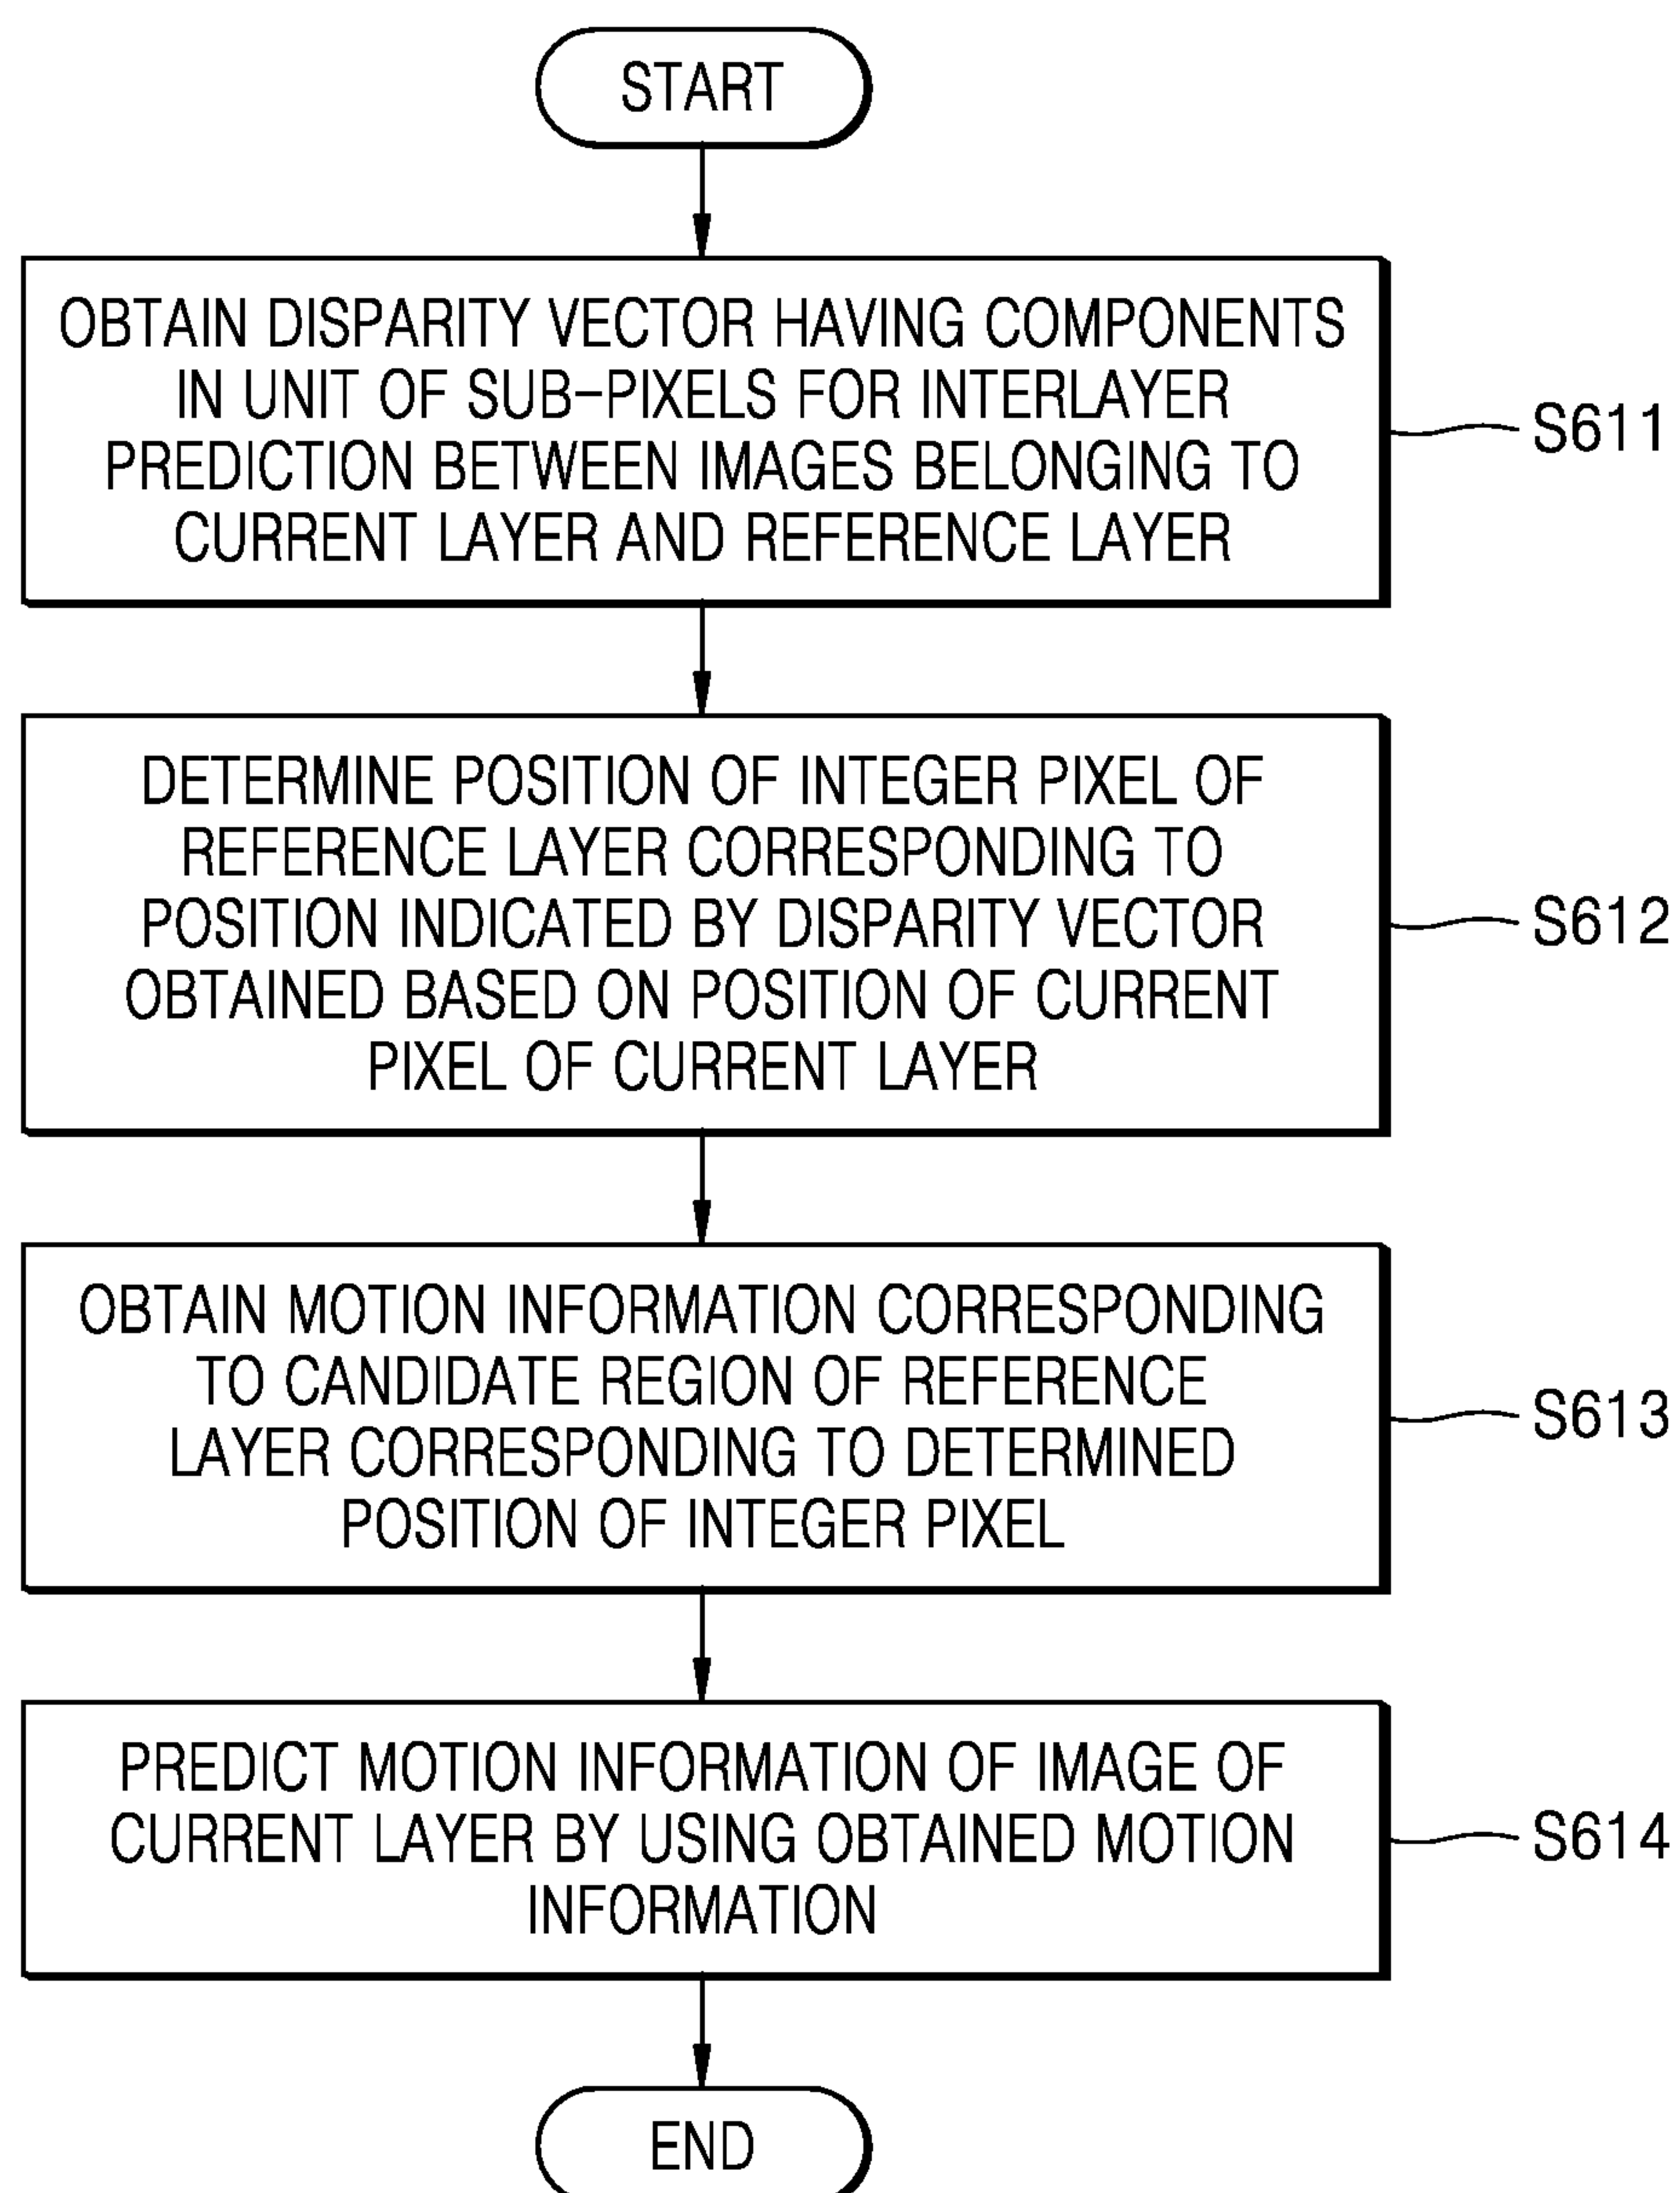 START
OBTAIN DISPARITY VECTOR HAVING COMPONENTS
IN UNIT OF SUB-PIXELS FOR INTERLAYER
PREDICTION BETWEEN IMAGES BELONGING TO
CURRENT LAYER AND REFERENCE LAYER
S611
DETERMINE POSITION OF INTEGER PIXEL OF
REFERENCE LAYER CORRESPONDING TO
POSITION INDICATED BY DISPARITY VECTOR
OBTAINED BASED ON POSITION OF CURRENT
PIXEL OF CURRENT LAYER
S612
OBTAIN MOTION INFORMATION CORRESPONDING
TO CANDIDATE REGION OF REFERENCE
LAYER CORRESPONDING TO DETERMINED
POSITION OF INTEGER PIXEL
S613
PREDICT MOTION INFORMATION OF IMAGE OF
CURRENT LAYER BY USING OBTAINED MOTION
INFORMATION
S614
END